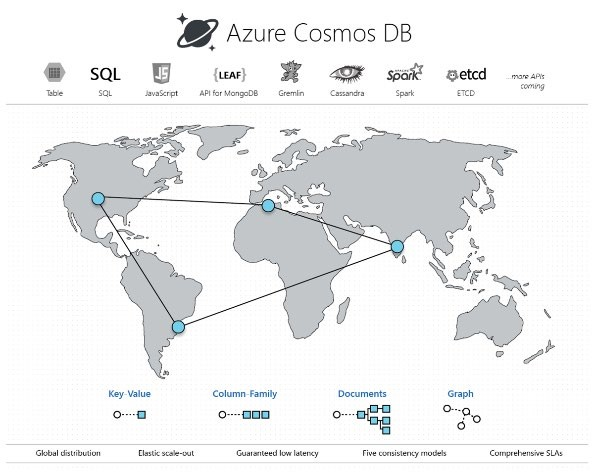 Azure Cosmos DB
SQL
JS
{LEAF}
APACHE Spark
etcd
...more APIs
coming
Table
SQL
JavaScript
API for MongoDB
Gremlin
Cassandra
Spark
ETCD
Key-Value
Column-Family
Documents
Graph
Global distribution
Elastic scale-out
Guaranteed low latency
Five consistency models
Comprehensive SLAs